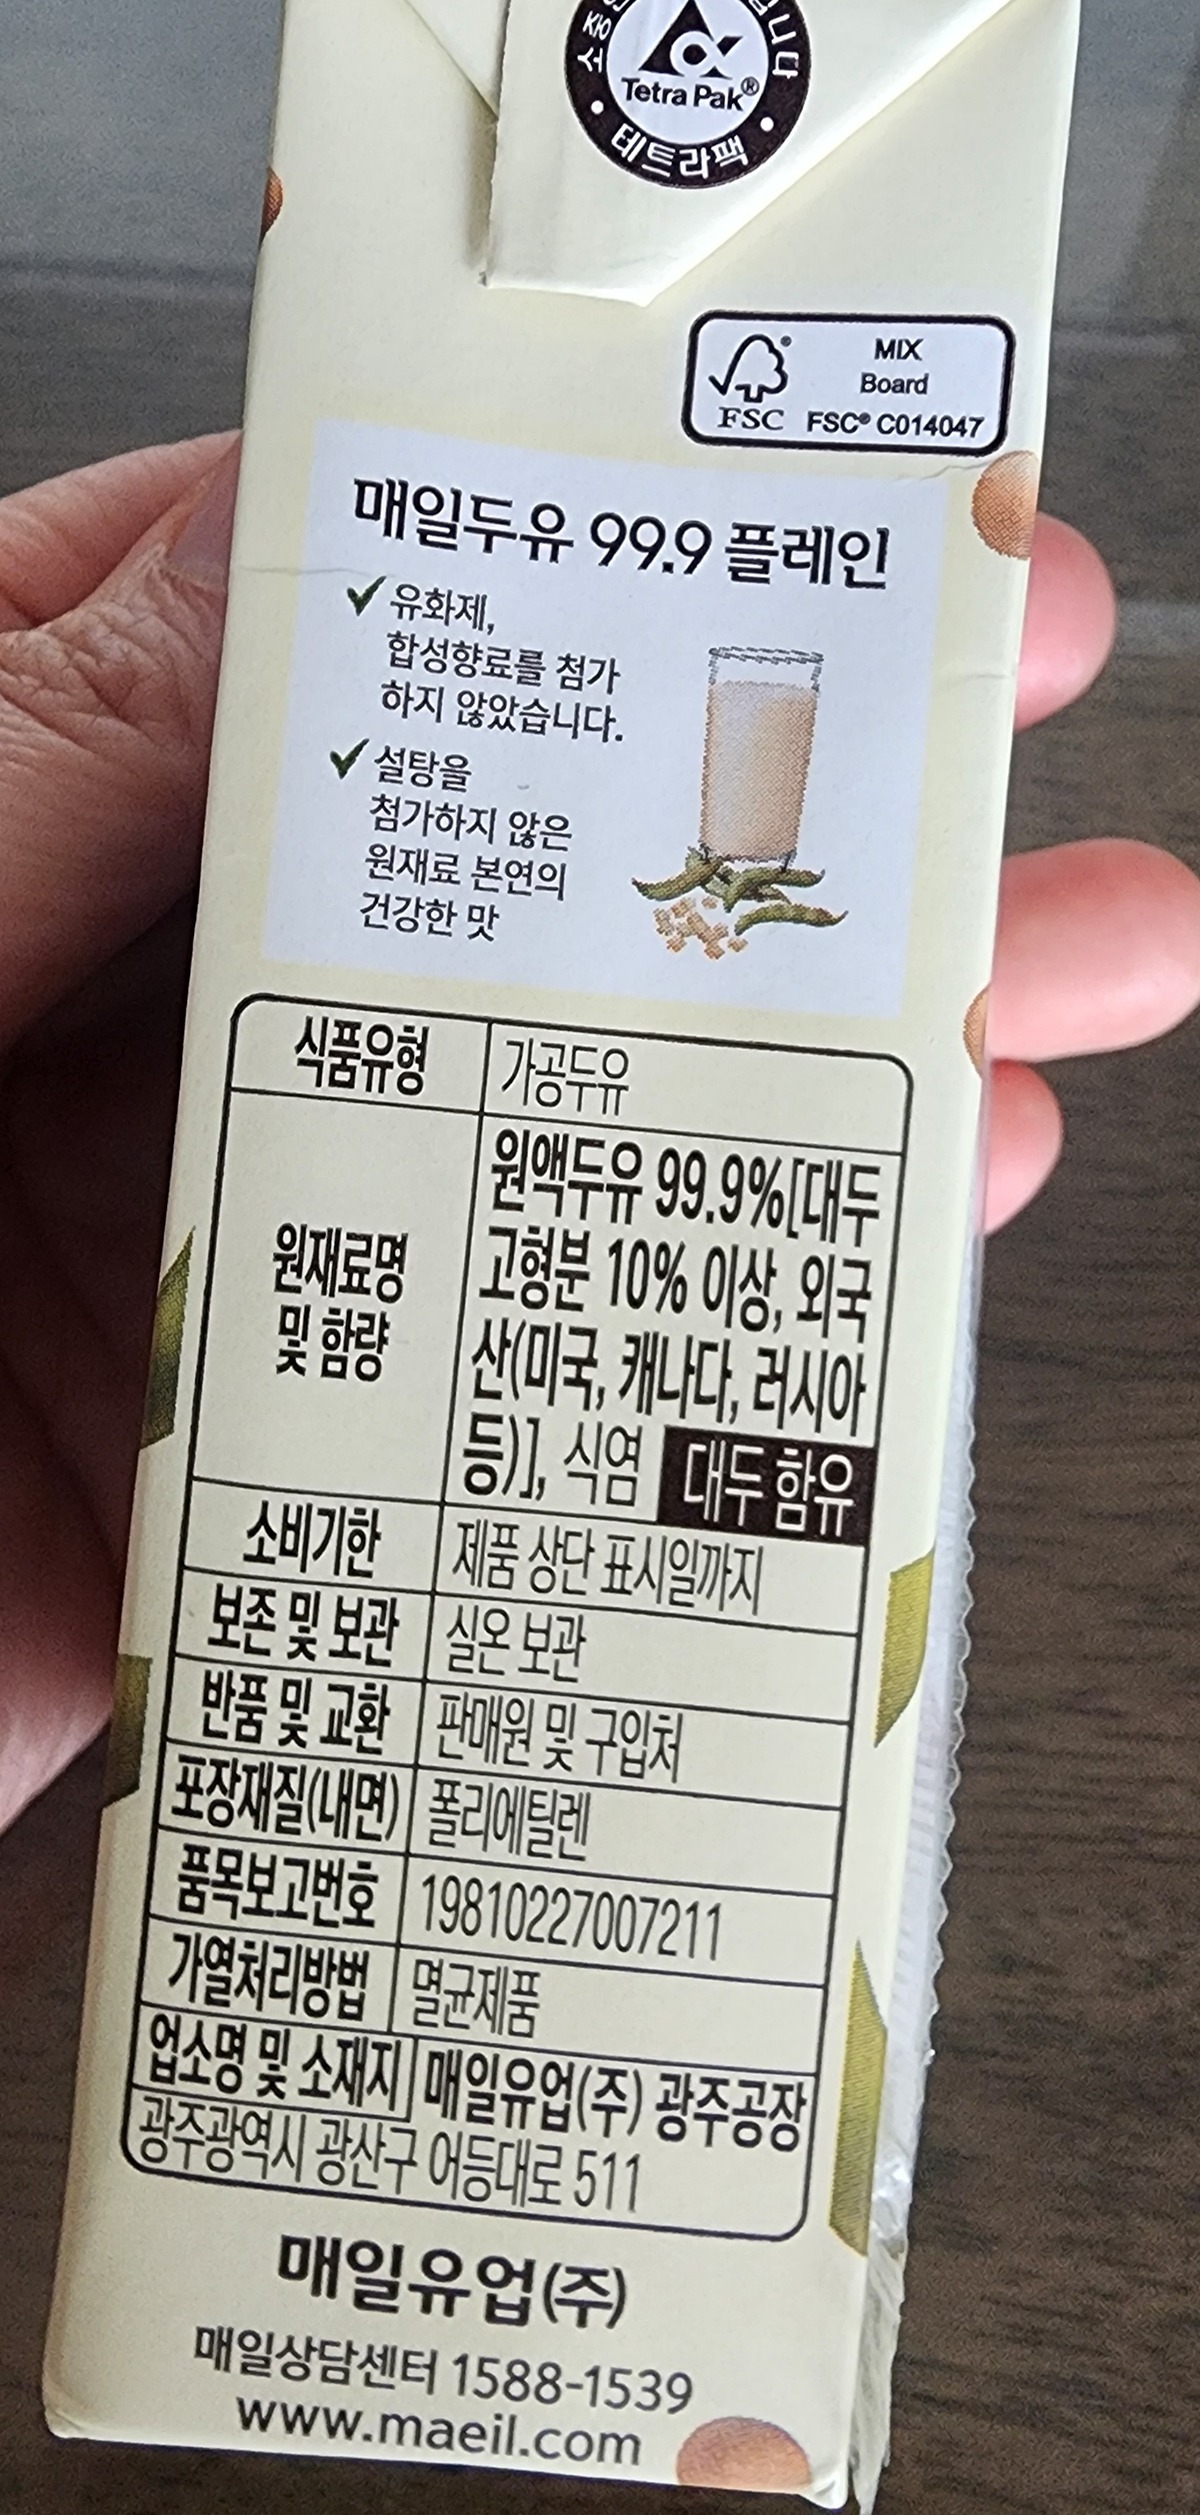 소중한
니다
Tetra Pak®
테트라팩
MIX
Board
FSC
FSC® C014047
매일두유 99.9 플레인
유화제,
합성향료를 첨가
하지 않았습니다.
설탕을
첨가하지 않은
원재료 본연의
건강한 맛
식품유형 가공두유
원재료명
및 함량
원액두유 99.9%[대두
고형분 10% 이상, 외국
산(미국, 캐나다, 러시아
등)], 식염 대두 함유
소비기한 제품 상단 표시일까지
보존 및 보관 실온 보관
반품 및 교환 판매원 및 구입처
포장재질(내면) 폴리에틸렌
품목보고번호 19810227007211
가열처리방법 멸균제품
업소명 및 소재지 매일유업(주) 광주공장
광주광역시 광산구 어등대로 511
매일유업(주)
매일상담센터 1588-1539
www.maeil.com